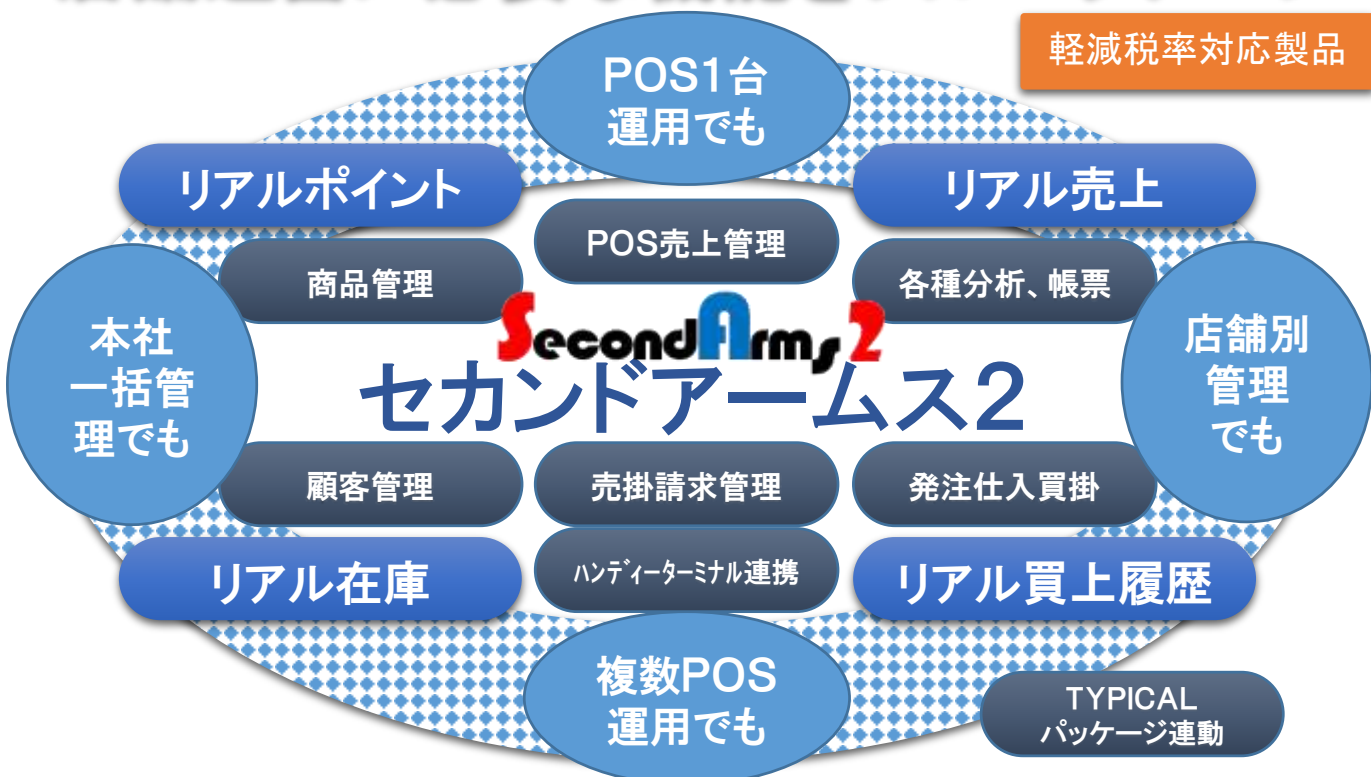 軽減税率対応製品
POS1台
運用でも
リアルポイント
リアル売上
POS売上管理
商品管理
各種分析、帳票
本社
一括管
理でも
SecondArms2
セカンドアームス2
店舗別
管理
でも
顧客管理
売掛請求管理
発注仕入買掛
リアル在庫
ﾊﾝﾃﾞｨｰﾀｰﾐﾅﾙ連携
リアル買上履歴
複数POS
運用でも
TYPICAL
パッケージ連動